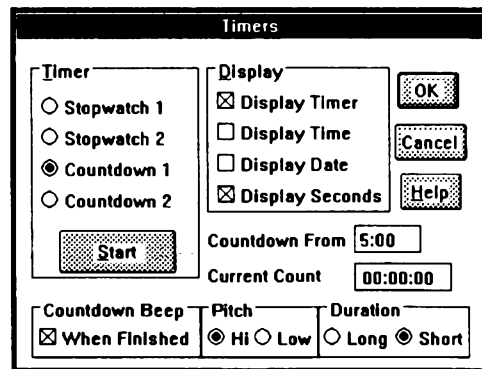 Timers
Timer
Stopwatch 1
Stopwatch 2
Countdown 1
Countdown 2
Start
Display
Display Timer
Display Time
Display Date
Display Seconds
OK
Cancel
Help
Countdown From 5:00
Current Count 00:00:00
Countdown Beep
When Finished
Pitch
Hi Low
Duration
Long Short